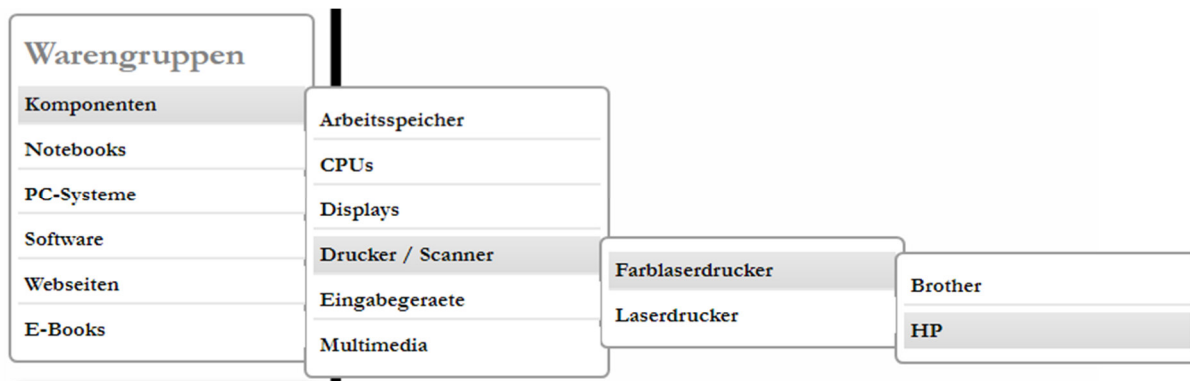 Warengruppen
Komponenten
Notebooks
PC-Systeme
Software
Webseiten
E-Books
Arbeitsspeicher
CPUs
Displays
Drucker / Scanner
Eingabegeraete
Multimedia
Farblaserdrucker
Laserdrucker
Brother
HP